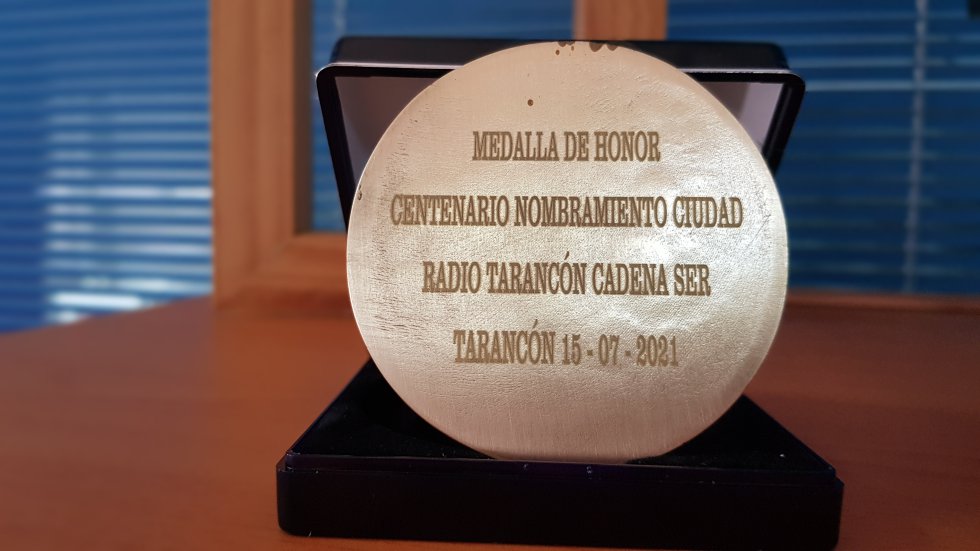 MEDALLA DE HONOR
CENTENARIO NOMBRAMIENTO CIUDAD
RADIO TARANCÓN CADENA SER
TARANCÓN 15 - 07 - 2021